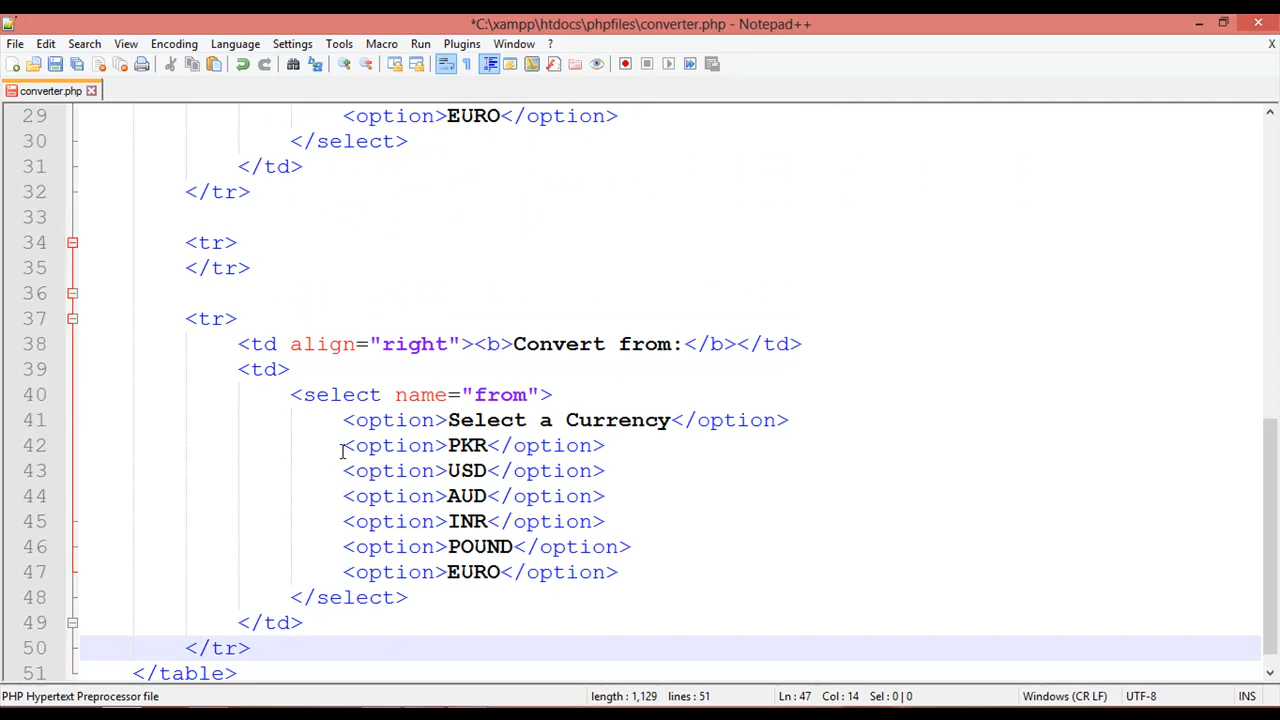 *C:\xampp\htdocs\phpfiles\converter.php - Notepad++
File Edit Search View Encoding Language Settings Tools Macro Run Plugins Window ? X
converter.php
29 <option>EURO</option>
30 </select>
31 </td>
32 </tr>
33
34 <tr>
35 </tr>
36
37 <tr>
38 <td align="right"><b>Convert from:</b></td>
39 <td>
40 <select name="from">
41 <option>Select a Currency</option>
42 <option>PKR</option>
43 <option>USD</option>
44 <option>AUD</option>
45 <option>INR</option>
46 <option>POUND</option>
47 <option>EURO</option>
48 </select>
49 </td>
50 </tr>
51 </table>
PHP Hypertext Preprocessor file length : 1,129 lines : 51 Ln : 47 Col : 14 Sel : 0 | 0 Windows (CR LF) UTF-8 INS